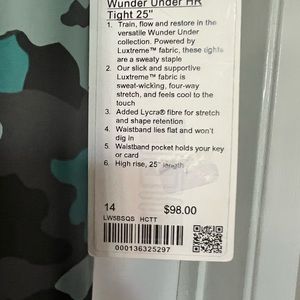 Wunder Under HR
Tight 25"
1. Train, flow and restore in the
versatile Wunder Under
collection. Powered by
Luxtreme™ fabric, these tights
are a sweaty staple
2. Our slick and supportive
Luxtreme™ fabric is
sweat-wicking, four-way
stretch, and feels cool to the
touch
3. Added Lycra® fibre for stretch
and shape retention
4. Waistband lies flat and won't
dig in
5. Waistband pocket holds your key
or card
6. High rise, 25" length
14 $98.00
LW5BSQS HCTT
000136325297